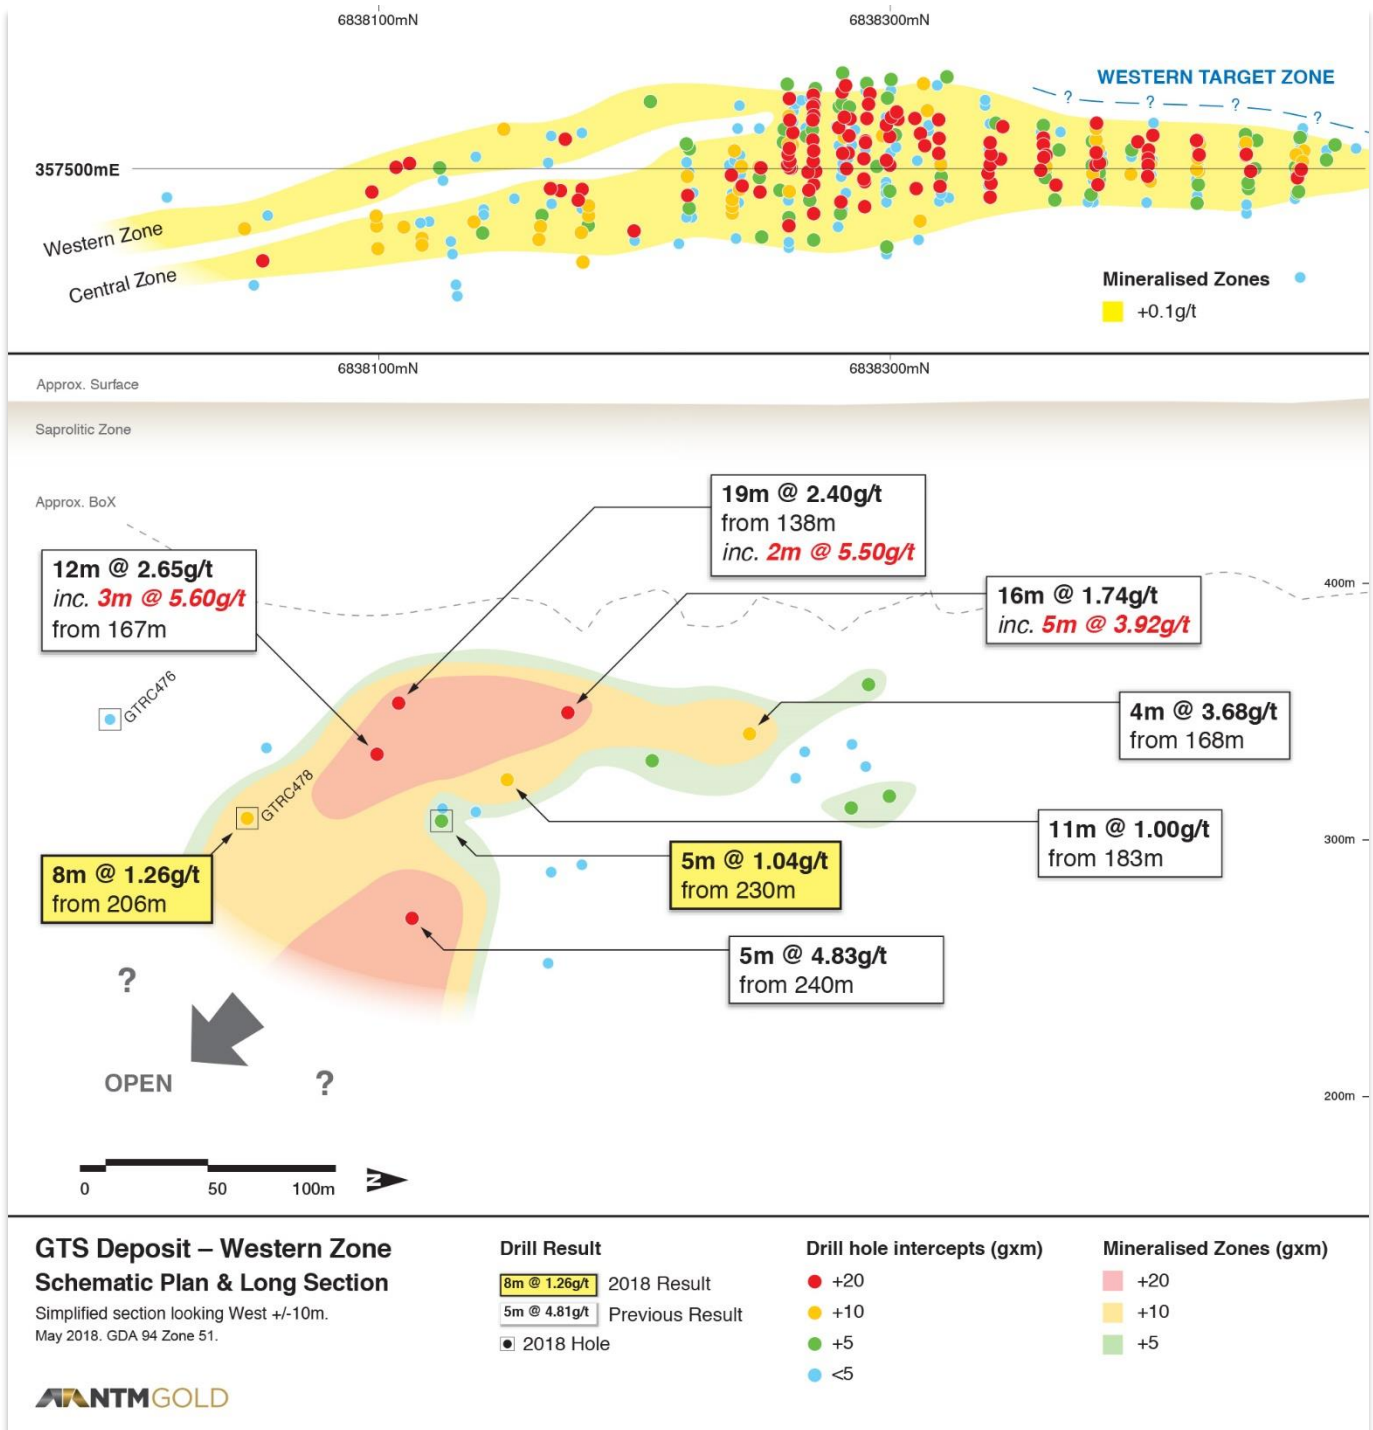 6838100mN
6838300mN
WESTERN TARGET ZONE
? ? ? ?
357500mE
Western Zone
Central Zone
Mineralised Zones
+0.1g/t
6838100mN
6838300mN
Approx. Surface
Saprolitic Zone
Approx. BoX
19m @ 2.40g/t
from 138m
inc. 2m @ 5.50g/t
12m @ 2.65g/t
inc. 3m @ 5.60g/t
from 167m
16m @ 1.74g/t
inc. 5m @ 3.92g/t
400m
GTRC476
4m @ 3.68g/t
from 168m
GTRC478
11m @ 1.00g/t
from 183m
300m
8m @ 1.26g/t
from 206m
5m @ 1.04g/t
from 230m
5m @ 4.83g/t
from 240m
?
OPEN
?
200m
0 50 100m
N
GTS Deposit – Western Zone
Schematic Plan & Long Section
Simplified section looking West +/-10m.
May 2018. GDA 94 Zone 51.
NTMGOLD
Drill Result
8m @ 1.26g/t 2018 Result
5m @ 4.81g/t Previous Result
2018 Hole
Drill hole intercepts (gxm)
+20
+10
+5
<5
Mineralised Zones (gxm)
+20
+10
+5